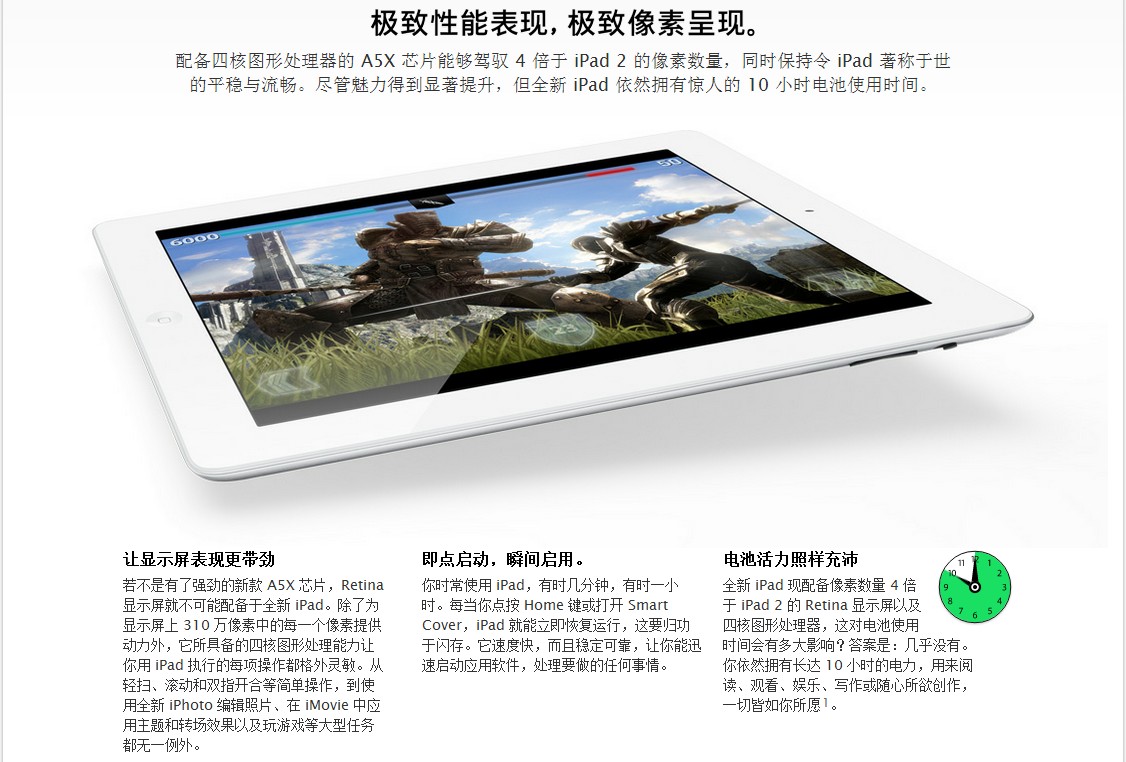 极致性能表现，极致像素呈现。
配备四核图形处理器的 A5X 芯片能够驾驭 4 倍于 iPad 2 的像素数量，同时保持令 iPad 著称于世
的平稳与流畅。尽管魅力得到显著提升，但全新 iPad 依然拥有惊人的 10 小时电池使用时间。
6000
50
让显示屏表现更带劲
若不是有了强劲的新款 A5X 芯片，Retina
显示屏就不可能配备于全新 iPad。除了为
显示屏上 310 万像素中的每一个像素提供
动力外，它所具备的四核图形处理能力让
你用 iPad 执行的每项操作都格外灵敏。从
轻扫、滚动和双指开合等简单操作，到使
用全新 iPhoto 编辑照片、在 iMovie 中应
用主题和转场效果以及玩游戏等大型任务
都无一例外。
即点启动，瞬间启用。
你时常使用 iPad，有时几分钟，有时一小
时。每当你点按 Home 键或打开 Smart
Cover，iPad 就能立即恢复运行，这要归功
于闪存。它速度快，而且稳定可靠，让你能迅
速启动应用软件，处理要做的任何事情。
电池活力照样充沛
全新 iPad 现配备像素数量 4 倍
于 iPad 2 的 Retina 显示屏以及
四核图形处理器，这对电池使用
时间会有多大影响？答案是：几乎没有。
你依然拥有长达 10 小时的电力，用来阅
读、观看、娱乐、写作或随心所欲创作，
一切皆如你所愿1。
12
1
2
3
4
5
6
7
8
9
10
11